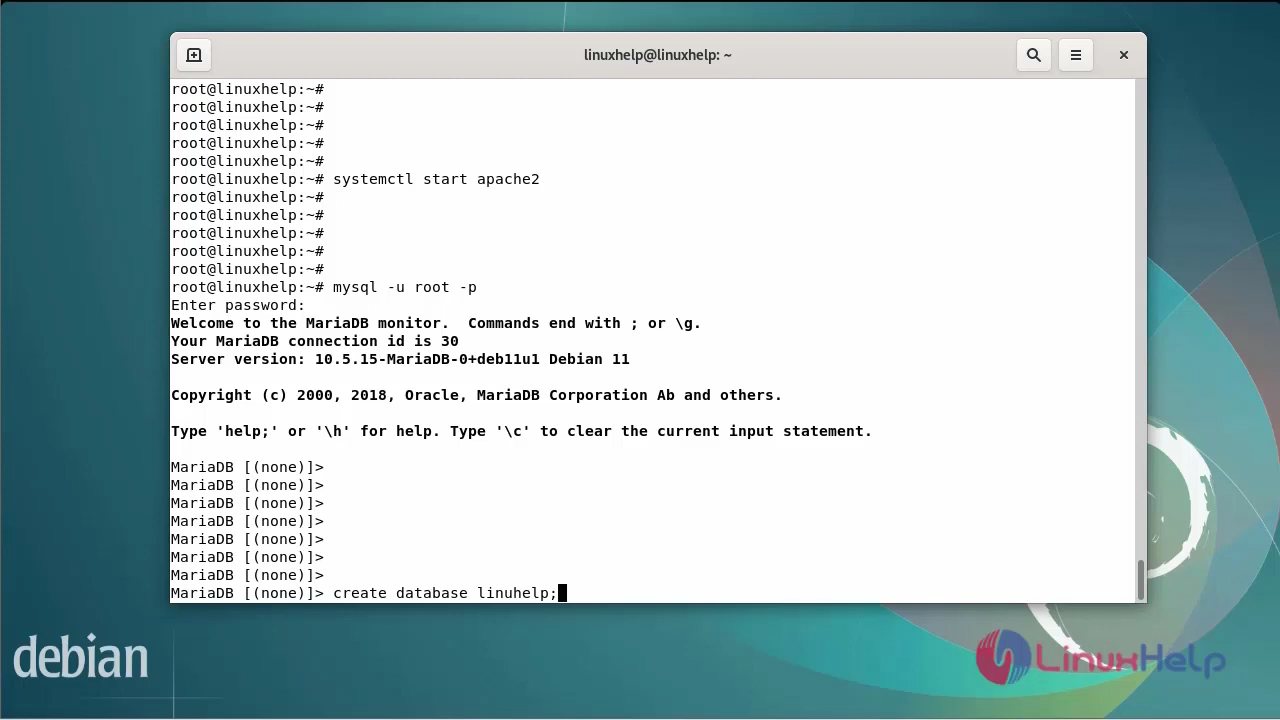 linuxhelp@linuxhelp: ~
root@linuxhelp:~#
root@linuxhelp:~#
root@linuxhelp:~#
root@linuxhelp:~#
root@linuxhelp:~#
root@linuxhelp:~# systemctl start apache2
root@linuxhelp:~#
root@linuxhelp:~#
root@linuxhelp:~#
root@linuxhelp:~#
root@linuxhelp:~#
root@linuxhelp:~# mysql -u root -p
Enter password:
Welcome to the MariaDB monitor.  Commands end with ; or \g.
Your MariaDB connection id is 30
Server version: 10.5.15-MariaDB-0+deb11u1 Debian 11
Copyright (c) 2000, 2018, Oracle, MariaDB Corporation Ab and others.
Type 'help;' or '\h' for help. Type '\c' to clear the current input statement.
MariaDB [(none)]>
MariaDB [(none)]>
MariaDB [(none)]>
MariaDB [(none)]>
MariaDB [(none)]>
MariaDB [(none)]>
MariaDB [(none)]>
MariaDB [(none)]> create database linuhelp;
debian
LinuxHelp